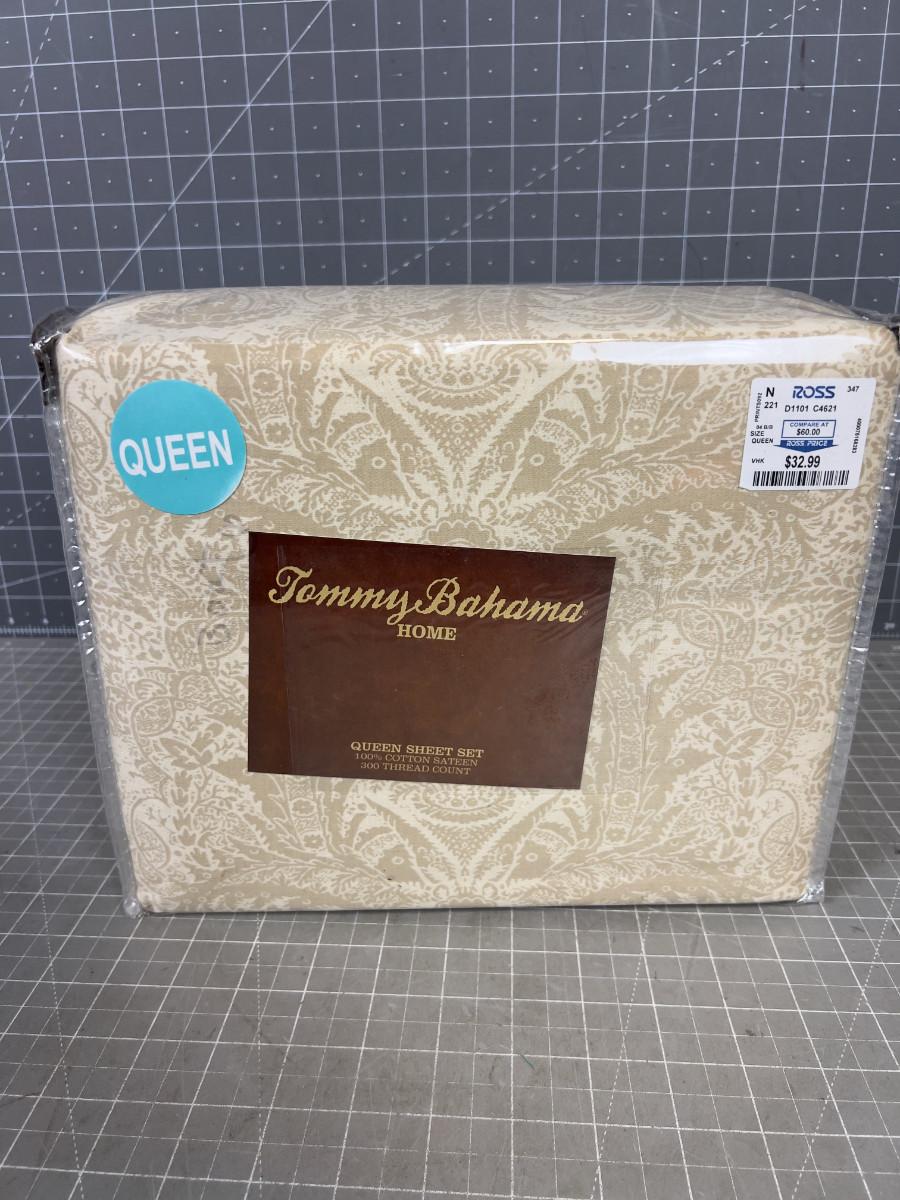 QUEEN
N ROSS 347
221 D1101 C4621
COMPARE AT
$60.00
ROSS PRICE
SIZE
QUEEN
VHK $32.99
Tommy Bahama
HOME
QUEEN SHEET SET
100% COTTON SATEEN
300 THREAD COUNT